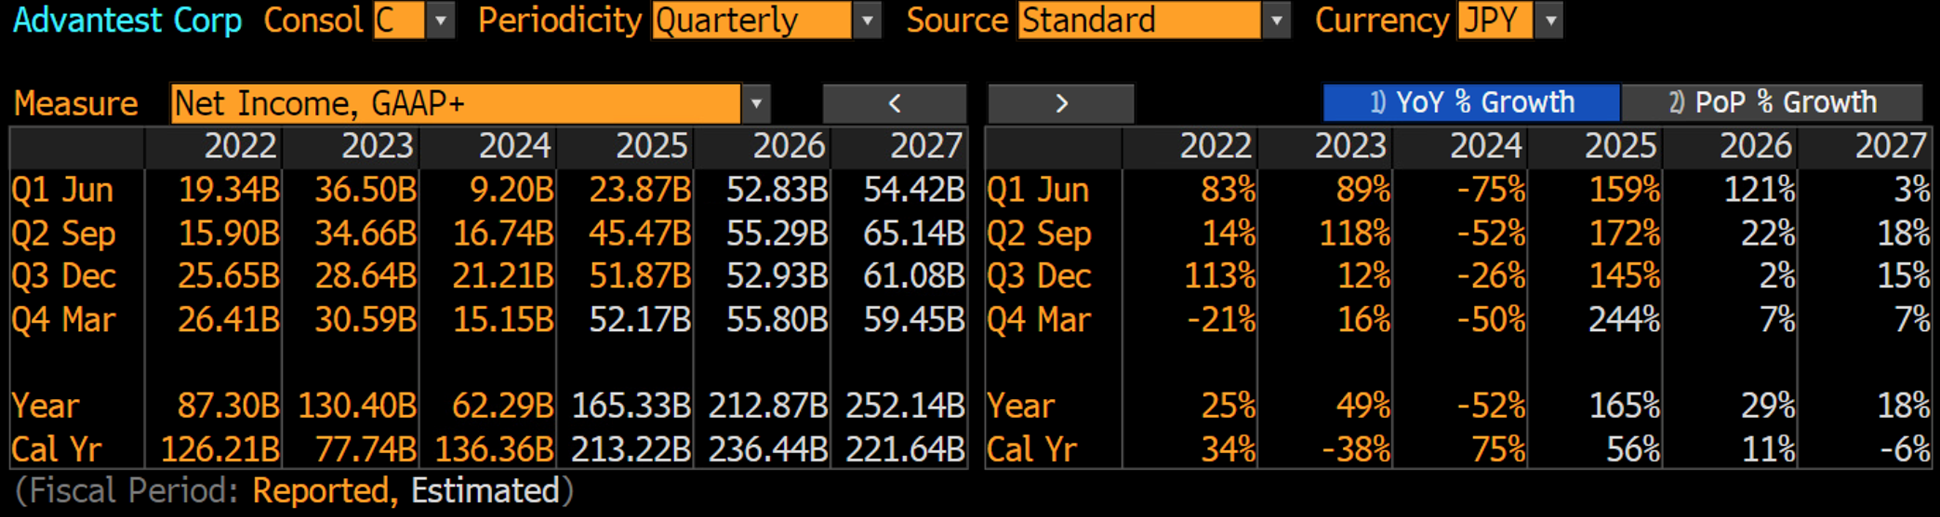 Advantest Corp Consol C Periodicity Quarterly Source Standard Currency JPY
Measure Net Income, GAAP+ < > 1) YoY % Growth 2) PoP % Growth
2022 2023 2024 2025 2026 2027 2022 2023 2024 2025 2026 2027
Q1 Jun 19.34B 36.50B 9.20B 23.87B 52.83B 54.42B Q1 Jun 83% 89% -75% 159% 121% 3%
Q2 Sep 15.90B 34.66B 16.74B 45.47B 55.29B 65.14B Q2 Sep 14% 118% -52% 172% 22% 18%
Q3 Dec 25.65B 28.64B 21.21B 51.87B 52.93B 61.08B Q3 Dec 113% 12% -26% 145% 2% 15%
Q4 Mar 26.41B 30.59B 15.15B 52.17B 55.80B 59.45B Q4 Mar -21% 16% -50% 244% 7% 7%
Year 87.30B 130.40B 62.29B 165.33B 212.87B 252.14B Year 25% 49% -52% 165% 29% 18%
Cal Yr 126.21B 77.74B 136.36B 213.22B 236.44B 221.64B Cal Yr 34% -38% 75% 56% 11% -6%
(Fiscal Period: Reported, Estimated)